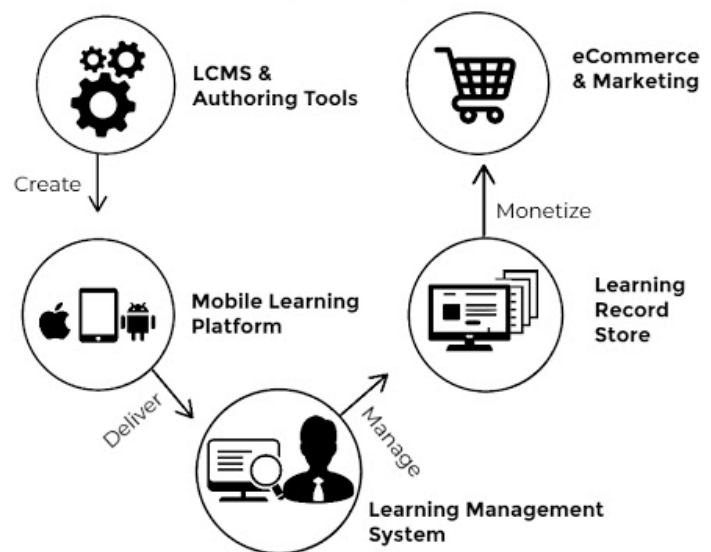 LCMS &
Authoring Tools
Create
Mobile Learning
Platform
Deliver
Learning Management
System
Manage
Learning
Record
Store
Monetize
eCommerce
& Marketing